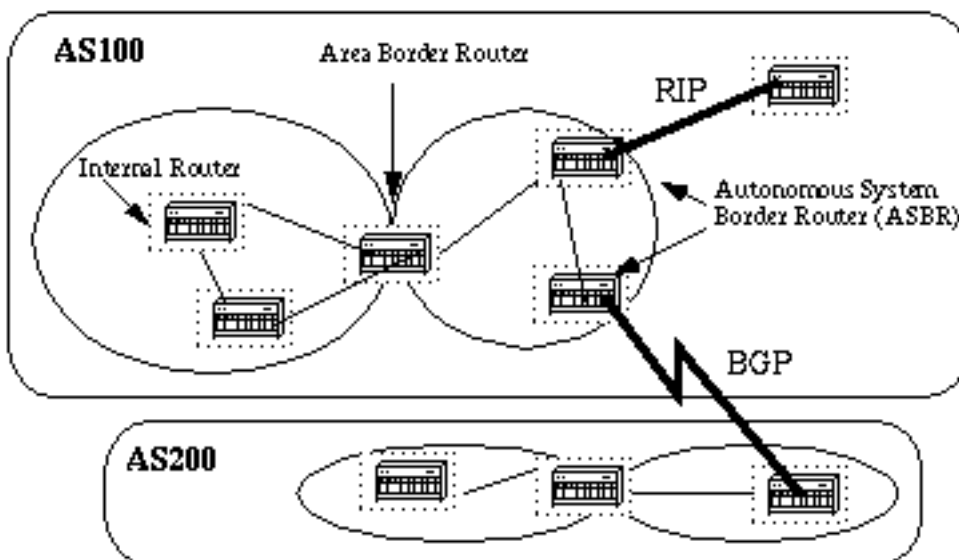 AS100
Area Border Router
RIP
Internal Router
Autonomous System
Border Router (ASBR)
BGP
AS200